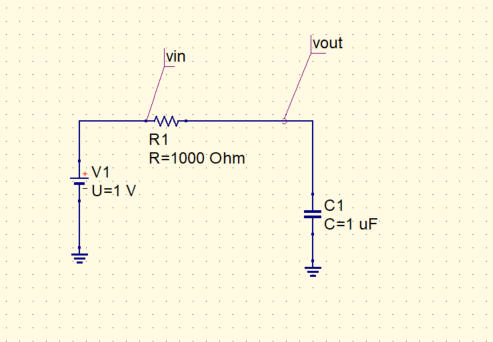 vin
vout
R1
R=1000 Ohm
V1
U=1 V
C1
C=1 uF